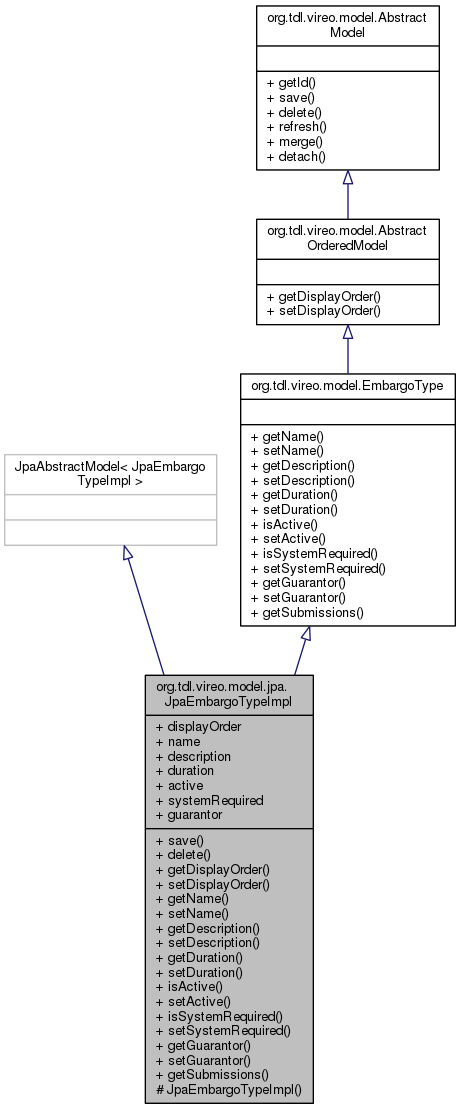 org.tdl.vireo.model.Abstract
Model
+ getId()
+ save()
+ delete()
+ refresh()
+ merge()
+ detach()
org.tdl.vireo.model.Abstract
OrderedModel
+ getDisplayOrder()
+ setDisplayOrder()
org.tdl.vireo.model.EmbargoType
+ getName()
+ setName()
+ getDescription()
+ setDescription()
+ getDuration()
+ setDuration()
+ isActive()
+ setActive()
+ isSystemRequired()
+ setSystemRequired()
+ getGuarantor()
+ setGuarantor()
+ getSubmissions()
JpaAbstractModel< JpaEmbargo
TypeImpl >
org.tdl.vireo.model.jpa.
JpaEmbargoTypeImpl
+ displayOrder
+ name
+ description
+ duration
+ active
+ systemRequired
+ guarantor
+ save()
+ delete()
+ getDisplayOrder()
+ setDisplayOrder()
+ getName()
+ setName()
+ getDescription()
+ setDescription()
+ getDuration()
+ setDuration()
+ isActive()
+ setActive()
+ isSystemRequired()
+ setSystemRequired()
+ getGuarantor()
+ setGuarantor()
+ getSubmissions()
# JpaEmbargoTypeImpl()